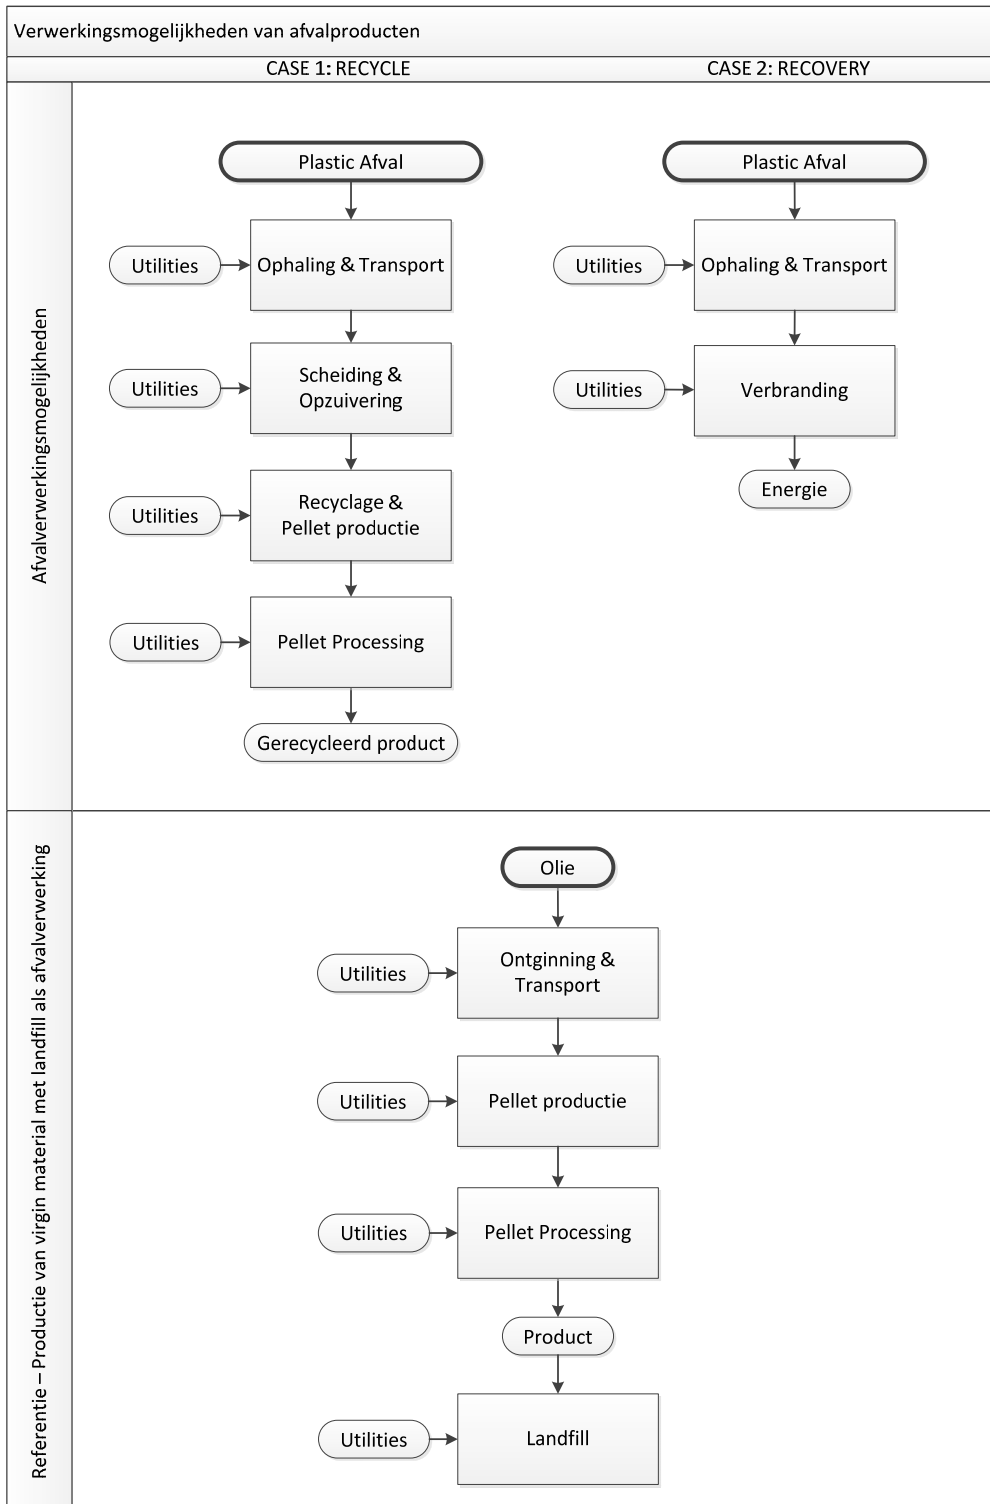 Verwerkingsmogelijkheden van afvalproducten
CASE 1: RECYCLE
CASE 2: RECOVERY
Afvalverwerkingsmogelijkheden
Plastic Afval
Utilities
Ophaling & Transport
Utilities
Scheiding &
Opzuivering
Utilities
Recyclage &
Pellet productie
Utilities
Pellet Processing
Gerecycleerd product
Plastic Afval
Utilities
Ophaling & Transport
Utilities
Verbranding
Energie
Referentie – Productie van virgin material met landfill als afvalverwerking
Olie
Utilities
Ontginning &
Transport
Utilities
Pellet productie
Utilities
Pellet Processing
Product
Utilities
Landfill